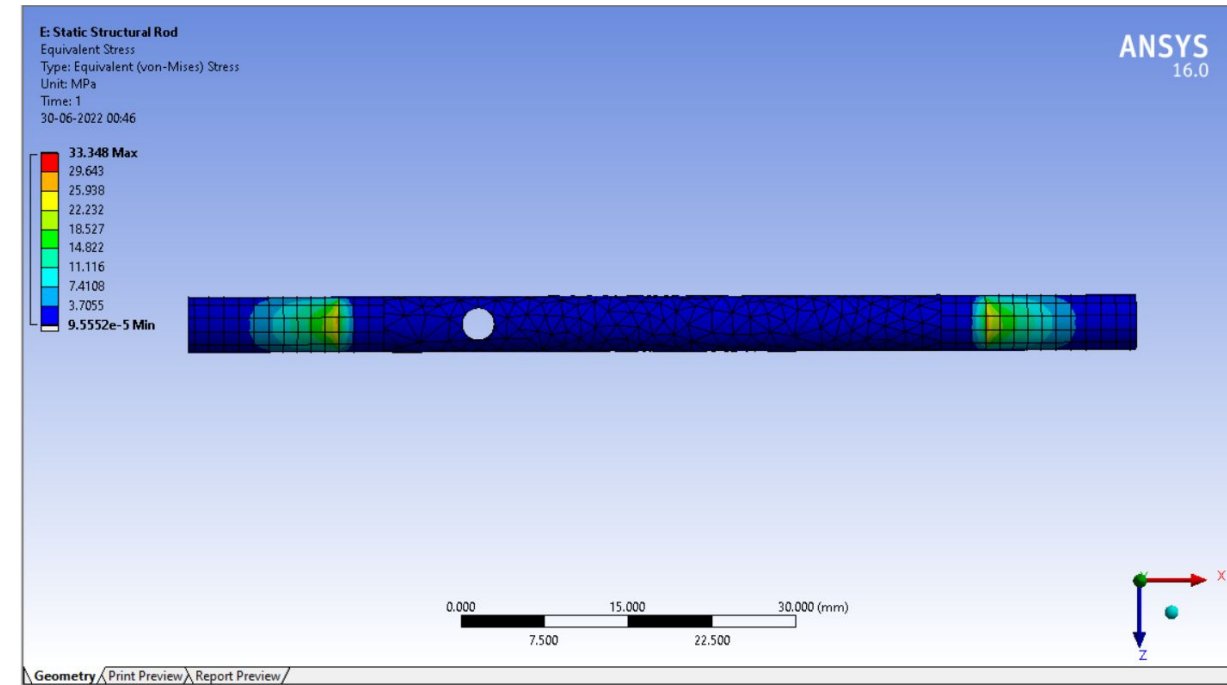 E: Static Structural Rod
Equivalent Stress
Type: Equivalent (von-Mises) Stress
Unit: MPa
Time: 1
30-06-2022 00:46
ANSYS
16.0
33.348 Max
29.643
25.938
22.232
18.527
14.822
11.116
7.4108
3.7055
9.5552e-5 Min
0.000 15.000 30.000 (mm)
7.500 22.500
Y
X
Z
Geometry Print Preview Report Preview